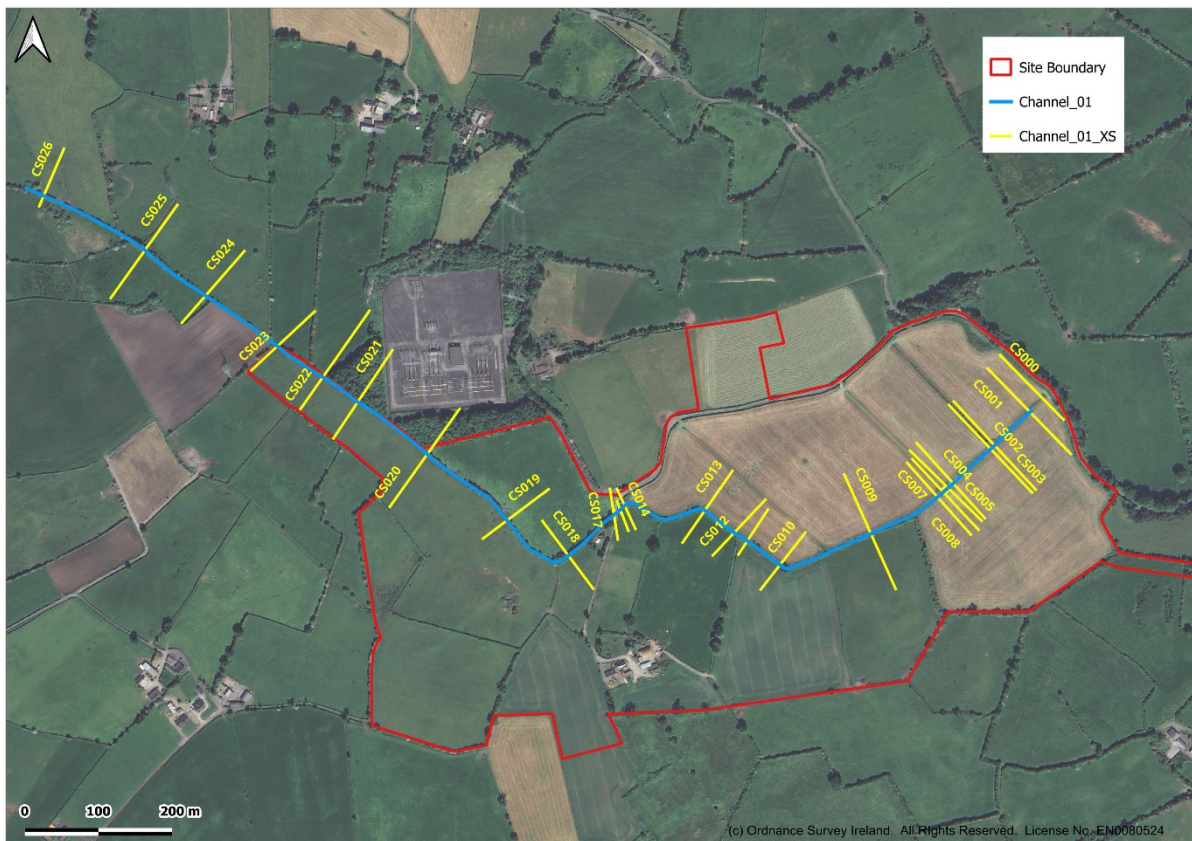 Site Boundary
Channel_01
Channel_01_XS
CS026
CS025
CS024
CS023
CS022
CS021
CS020
CS019
CS018
CS017
CS014
CS013
CS012
CS010
CS009
CS007
CS008
CS005
CS002
CS003
CS001
CS000
0 100 200 m
(c) Ordnance Survey Ireland. All Rights Reserved. License No. EN0080524